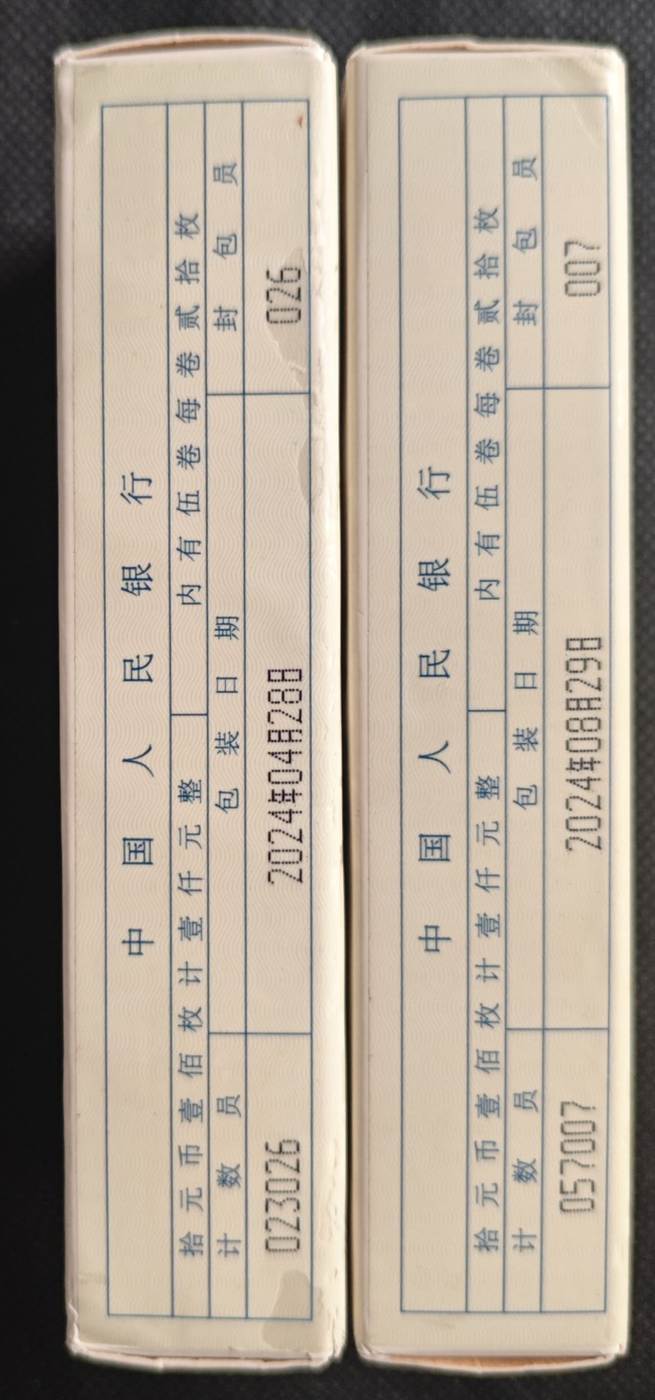 中国人民银行
拾元币壹佰枚计壹仟元整 内有伍卷每卷贰拾枚
计数员 包装日期 封包员
023026 2024年04月28日 026
中国人民银行
拾元币壹佰枚计壹仟元整 内有伍卷每卷贰拾枚
计数员 包装日期 封包员
057007 2024年08月29日 007